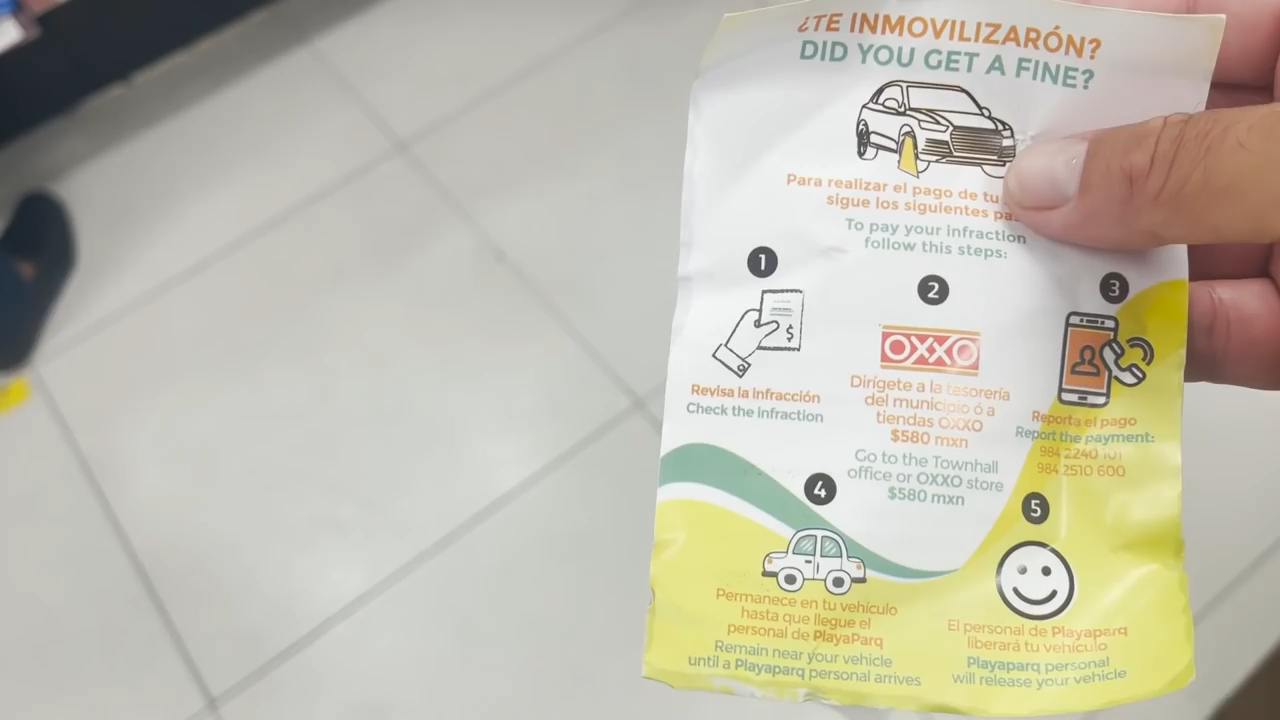 ¿TE INMOVILIZARÓN?
DID YOU GET A FINE?
Para realizar el pago de tu
sigue los siguientes
To pay your infraction
follow this steps:
1
$
Revisa la infracción
Check the infraction
2
OXXO
Dirígete a la tesorería
del municipio ó a
tiendas OXXO
$580 mxn
Go to the Townhall
office or OXXO store
$580 mxn
3
Reporta el pago
Report the payment:
984 2240 101
984 2510 600
4
Permanece en tu vehículo
hasta que llegue el
personal de PlayaParq
Remain near your vehicle
until a Playaparq personal arrives
5
El personal de Playaparq
liberará tu vehículo
Playaparq personal
will release your vehicle